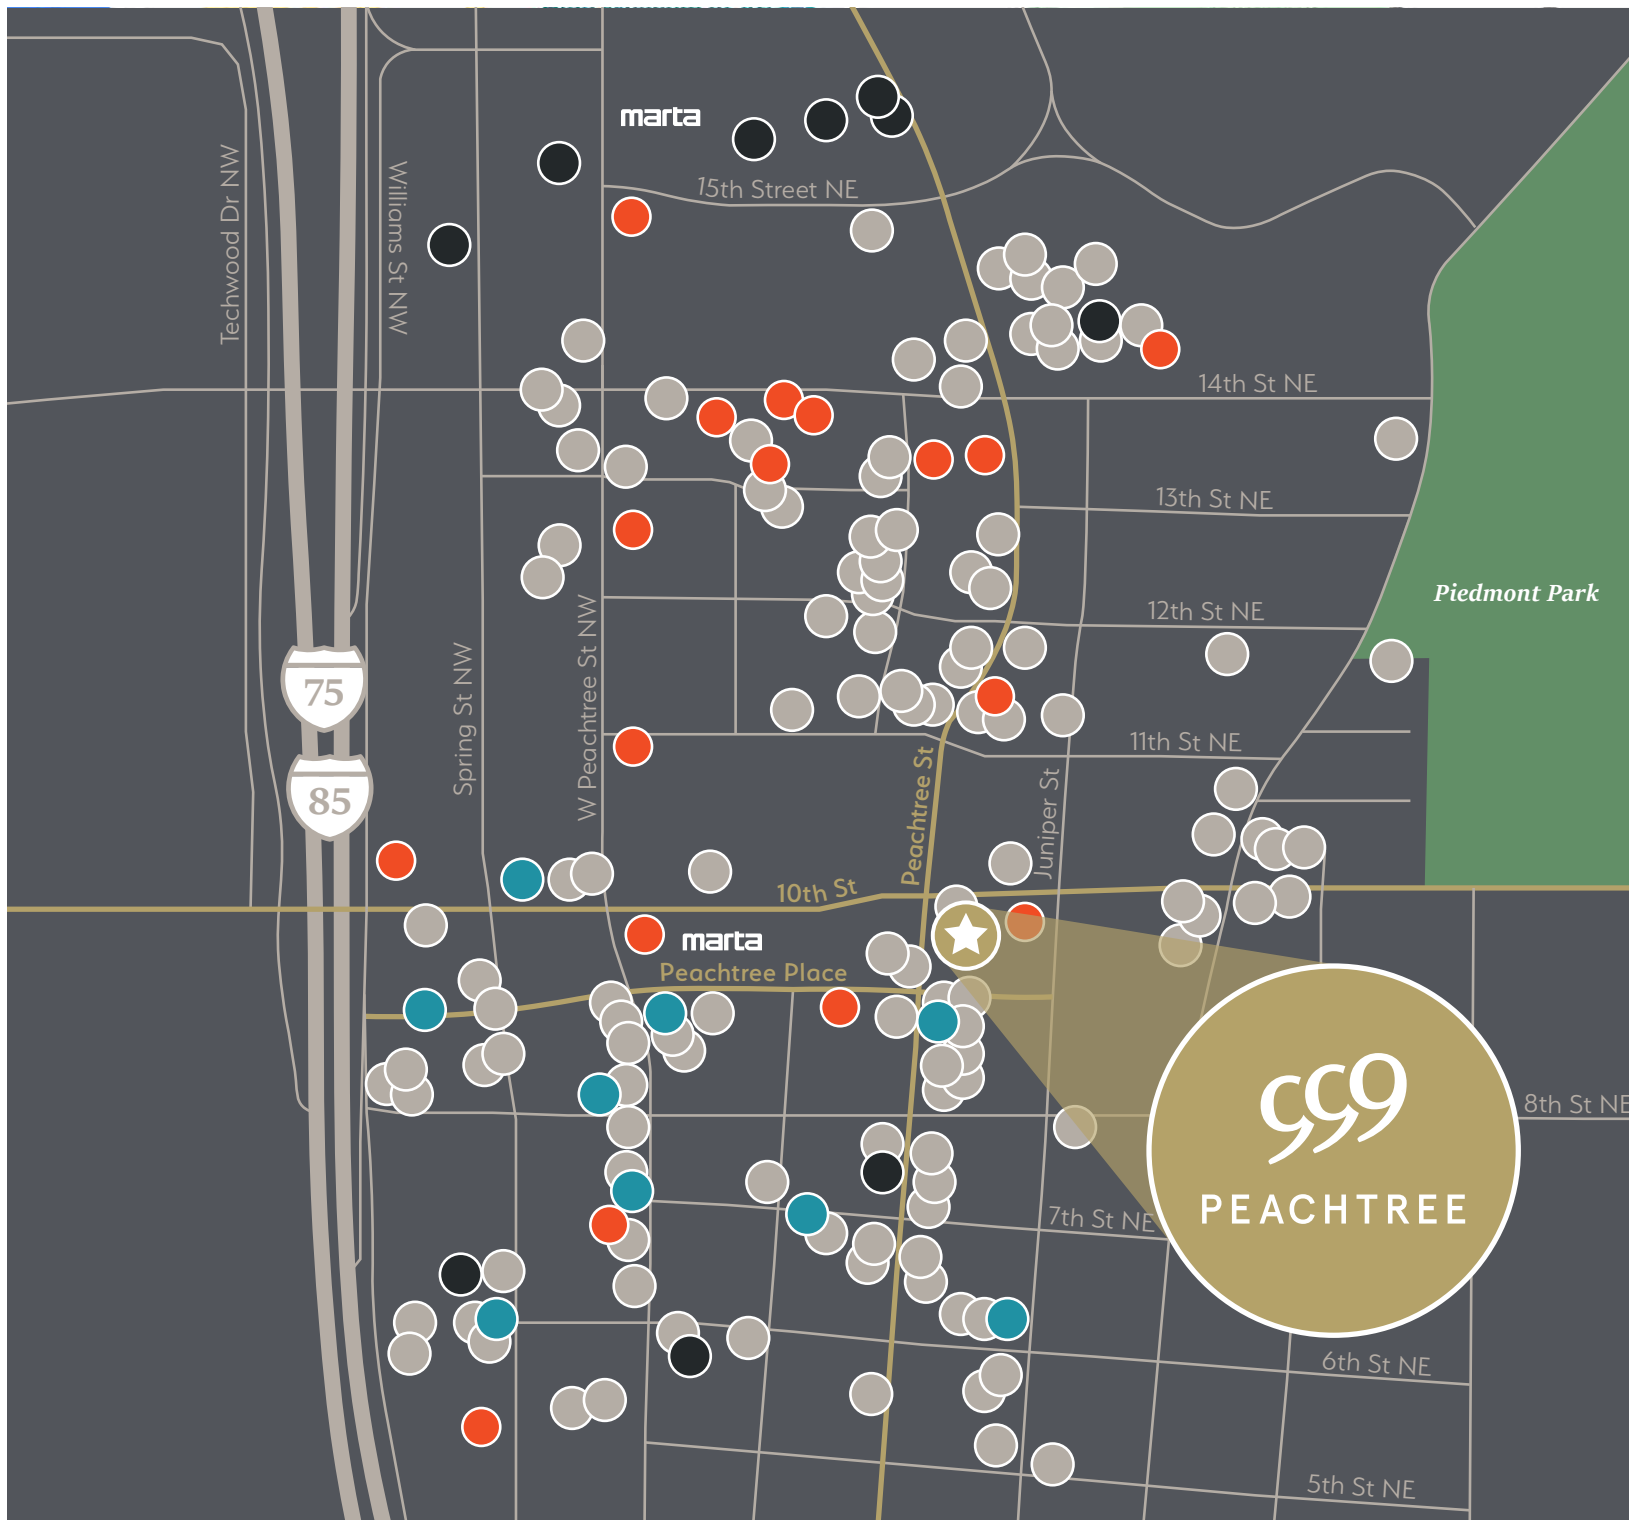 marta
15th Street NE
Techwood Dr NW
Williams St NW
14th St NE
13th St NE
Piedmont Park
12th St NE
75
Spring St NW
W Peachtree St NW
11th St NE
85
Peachtree St
Juniper St
10th St
marta
Peachtree Place
999
PEACHTREE
8th St NE
7th St NE
6th St NE
5th St NE